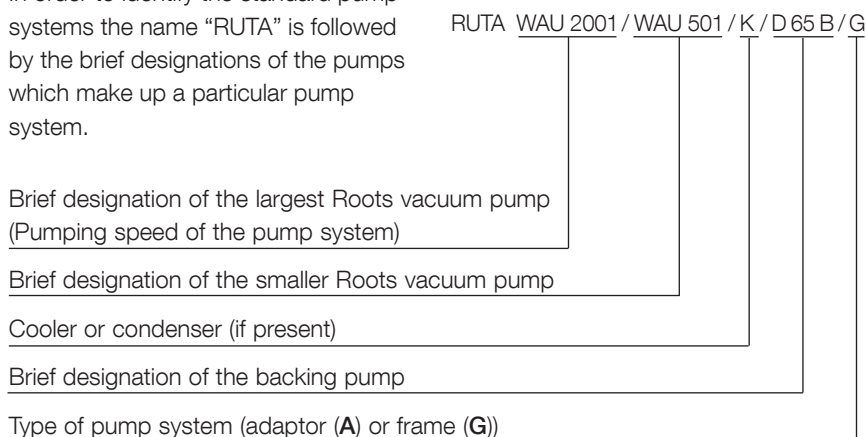 In order to identify the standard pump
systems the name “RUTA” is followed
by the brief designations of the pumps
which make up a particular pump
system.
RUTA WAU 2001 / WAU 501 / K / D 65 B / G
Brief designation of the largest Roots vacuum pump
(Pumping speed of the pump system)
Brief designation of the smaller Roots vacuum pump
Cooler or condenser (if present)
Brief designation of the backing pump
Type of pump system (adaptor (A) or frame (G))